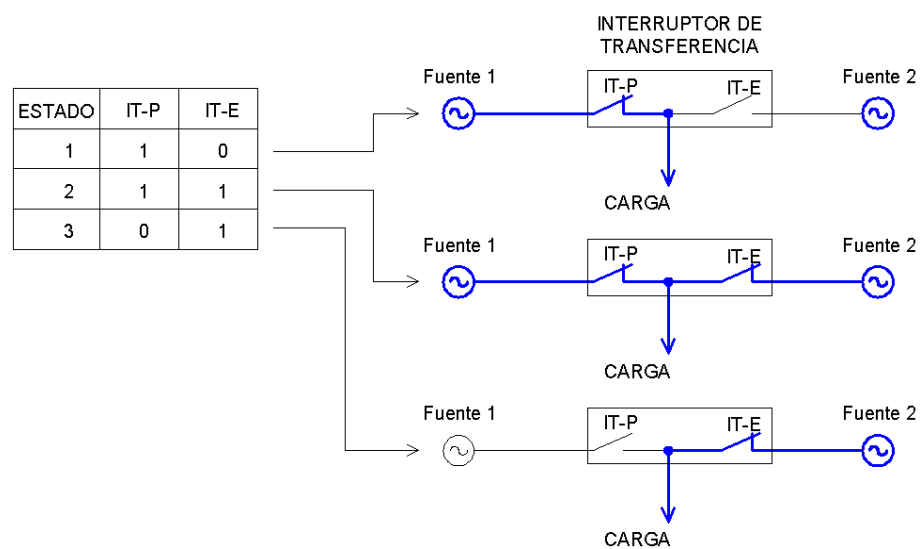 INTERRUPTOR DE
TRANSFERENCIA
ESTADO IT-P IT-E
1 1 0
2 1 1
3 0 1
Fuente 1 IT-P IT-E Fuente 2
CARGA
Fuente 1 IT-P IT-E Fuente 2
CARGA
Fuente 1 IT-P IT-E Fuente 2
CARGA